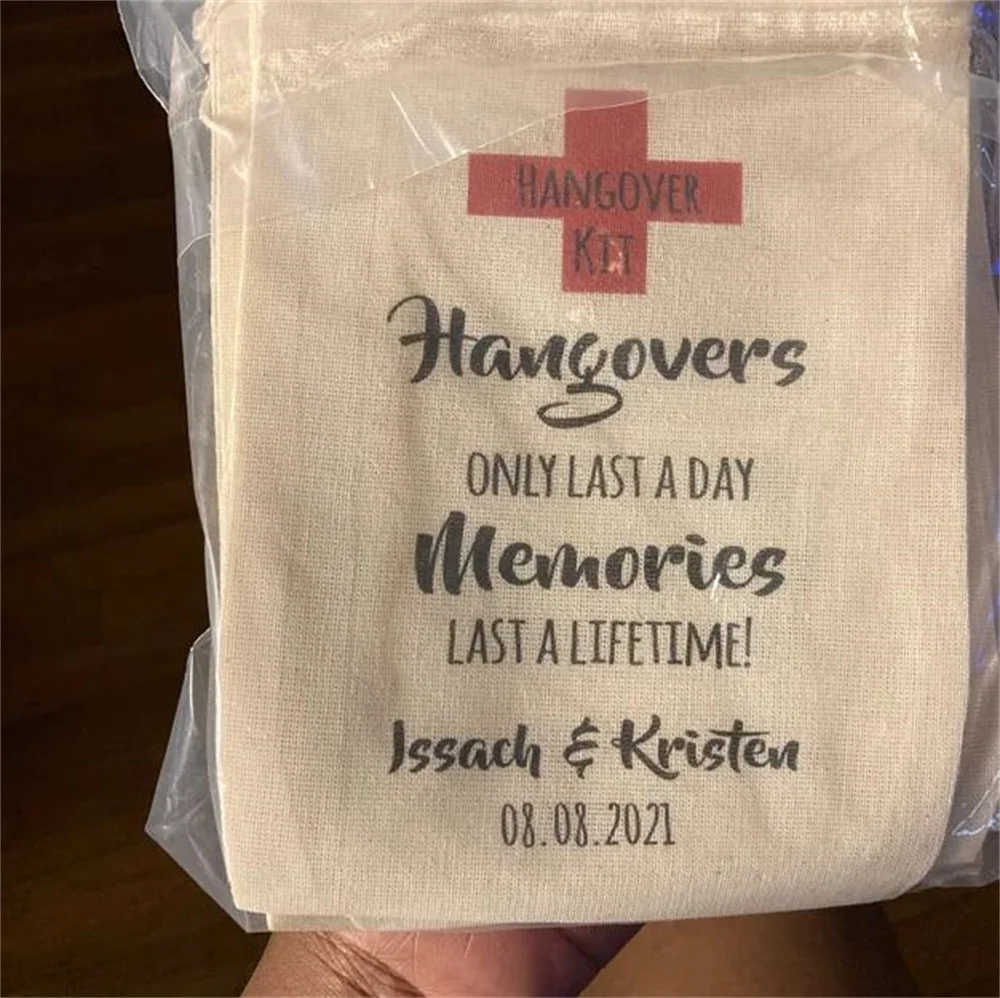 HANGOVER
KIT
Hangovers
ONLY LAST A DAY
Memories
LAST A LIFETIME!
Issach & Kristen
08.08.2021